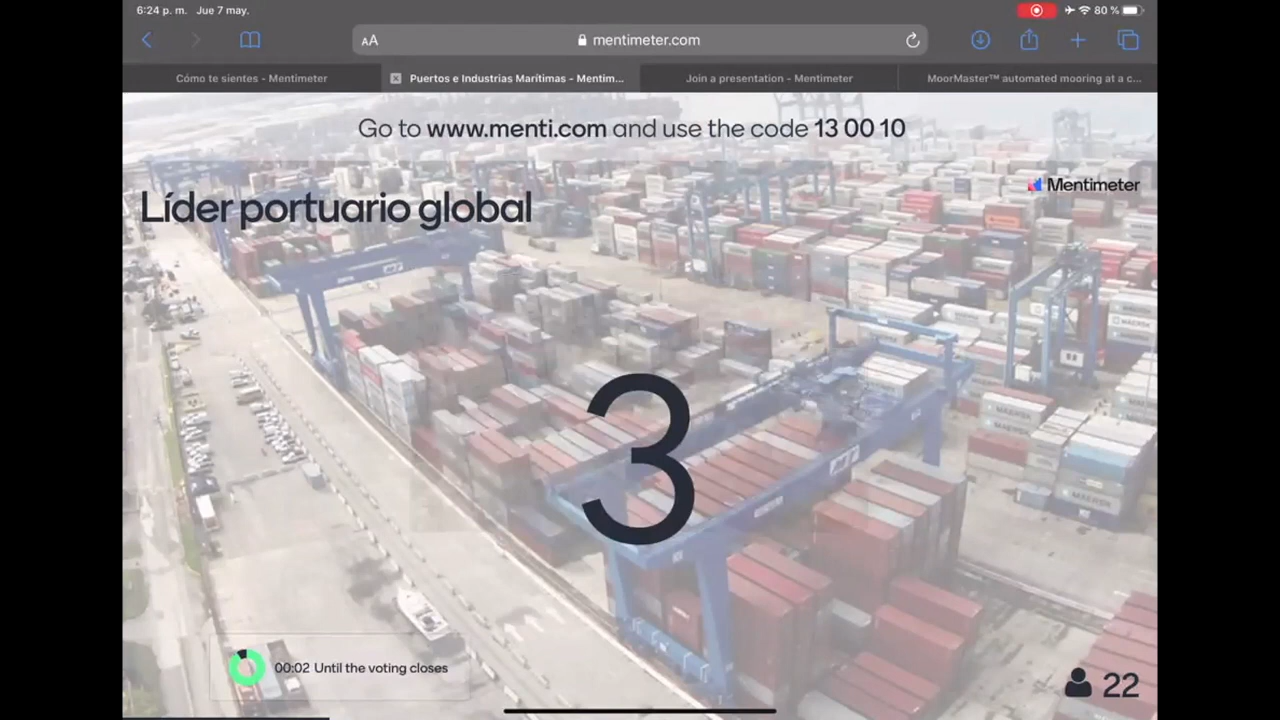 6:24 p. m. Jue 7 may.
80 %
AA
mentimeter.com
Cómo te sientes - Mentimeter
Puertos e Industrias Marítimas - Mentim...
Join a presentation - Mentimeter
MoorMaster™ automated mooring at a c...
Go to www.menti.com and use the code 13 00 10
Mentimeter
Líder portuario global
3
00:02 Until the voting closes
22